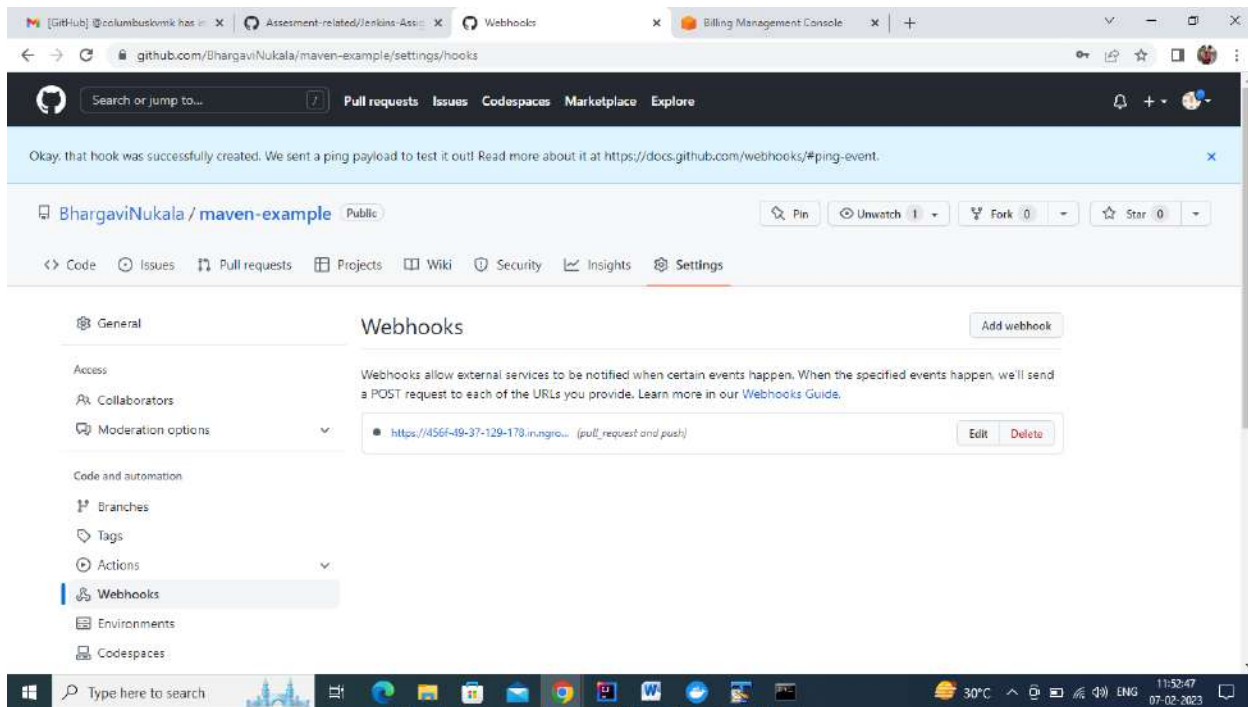 [GitHub] @columbuskvmk has in
Assesment-related/Jenkins-Assig
Webhooks
Billing Management Console
github.com/BhargaviNukala/maven-example/settings/hooks
Search or jump to... /
Pull requests Issues Codespaces Marketplace Explore
Okay, that hook was successfully created. We sent a ping payload to test it out! Read more about it at https://docs.github.com/webhooks/#ping-event.
BhargaviNukala / maven-example Public
Pin Unwatch 1 Fork 0 Star 0
Code Issues Pull requests Projects Wiki Security Insights Settings
General
Access
Collaborators
Moderation options
Code and automation
Branches
Tags
Actions
Webhooks
Environments
Codespaces
Webhooks
Add webhook
Webhooks allow external services to be notified when certain events happen. When the specified events happen, we'll send
a POST request to each of the URLs you provide. Learn more in our Webhooks Guide.
https://456f-49-37-129-178.in.ngro... (pull_request and push)
Edit Delete
Type here to search
30°C ENG
11:52:47
07-02-2023